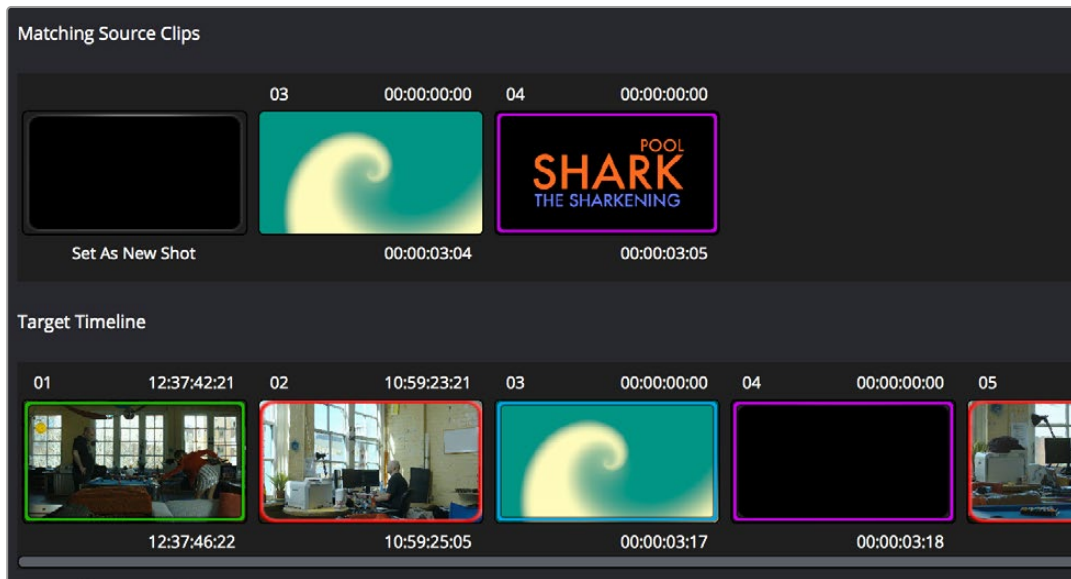 Matching Source Clips
03 00:00:00:00 04 00:00:00:00
POOL
SHARK
THE SHARKENING
Set As New Shot 00:00:03:04 00:00:03:05
Target Timeline
01 12:37:42:21 02 10:59:23:21 03 00:00:00:00 04 00:00:00:00 05
12:37:46:22 10:59:25:05 00:00:03:17 00:00:03:18